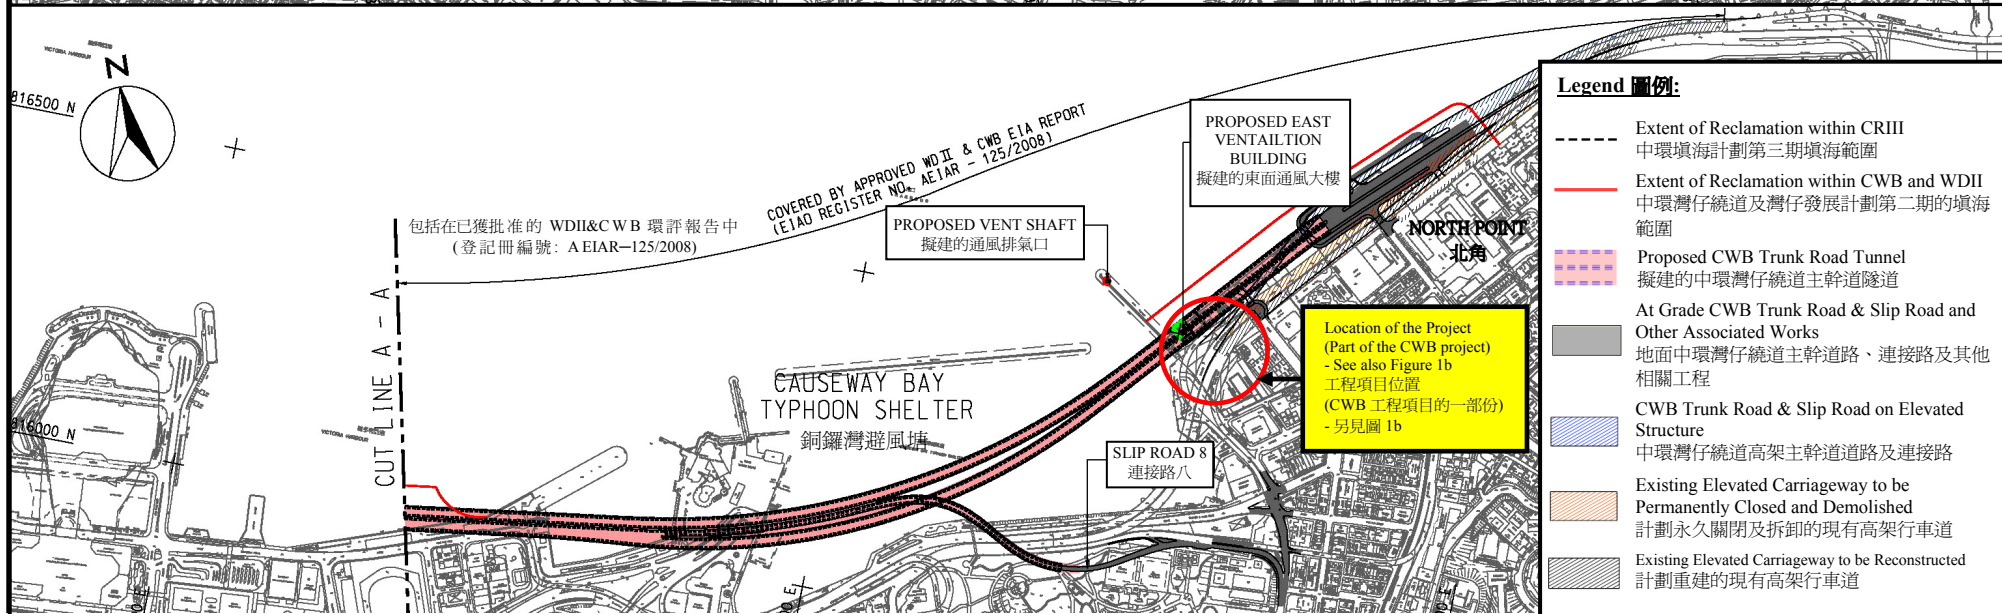 VICTORIA HARBOUR
N
816500 N
包括在已獲批准的 WDII&CWB 環評報告中
(登記冊編號: AEIAR－125/2008)
COVERED BY APPROVED WDII & CWB EIA REPORT
(EIAO REGISTER NO. AEIAR - 125/2008)
PROPOSED EAST
VENTAILTION
BUILDING
擬建的東面通風大樓
PROPOSED VENT SHAFT
擬建的通風排氣口
NORTH POINT
北角
CUT LINE A - A
816000 N
VICTORIA HARBOUR
CAUSEWAY BAY
TYPHOON SHELTER
銅鑼灣避風塘
SLIP ROAD 8
連接路八
Location of the Project
(Part of the CWB project)
- See also Figure 1b
工程項目位置
(CWB 工程項目的一部份)
- 另見圖 1b
Legend 圖例:
Extent of Reclamation within CRIII
中環填海計劃第三期填海範圍
Extent of Reclamation within CWB and WDII
中環灣仔繞道及灣仔發展計劃第二期的填海
範圍
Proposed CWB Trunk Road Tunnel
擬建的中環灣仔繞道主幹道隧道
At Grade CWB Trunk Road & Slip Road and
Other Associated Works
地面中環灣仔繞道主幹道路、連接路及其他
相關工程
CWB Trunk Road & Slip Road on Elevated
Structure
中環灣仔繞道高架主幹道道路及連接路
Existing Elevated Carriageway to be
Permanently Closed and Demolished
計劃永久關閉及拆卸的現有高架行車道
Existing Elevated Carriageway to be Reconstructed
計劃重建的現有高架行車道